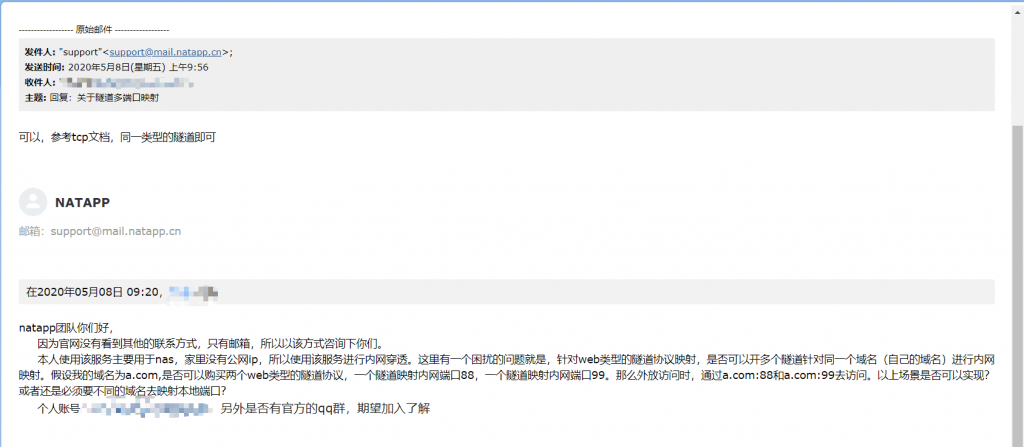 ------------------ 原始邮件 ------------------
发件人: "support"<support@mail.natapp.cn>;
发送时间: 2020年5月8日(星期五) 上午9:56
收件人:
主题: 回复：关于隧道多端口映射
可以，参考tcp文档，同一类型的隧道即可
NATAPP
邮箱：support@mail.natapp.cn
在2020年05月08日 09:20，
natapp团队你们好，
因为官网没有看到其他的联系方式，只有邮箱，所以以该方式咨询下你们。
本人使用该服务主要用于nas，家里没有公网ip，所以使用该服务进行内网穿透。这里有一个困扰的问题就是，针对web类型的隧道协议映射，是否可以开多个隧道针对同一个域名（自己的域名）进行内网
映射。假设我的域名为a.com,是否可以购买两个web类型的隧道协议，一个隧道映射内网端口88，一个隧道映射内网端口99。那么外放访问时，通过a.com:88和a.com:99去访问。以上场景是否可以实现?
或者还是必须要不同的域名去映射本地端口?
个人账号 另外是否有官方的qq群，期望加入了解